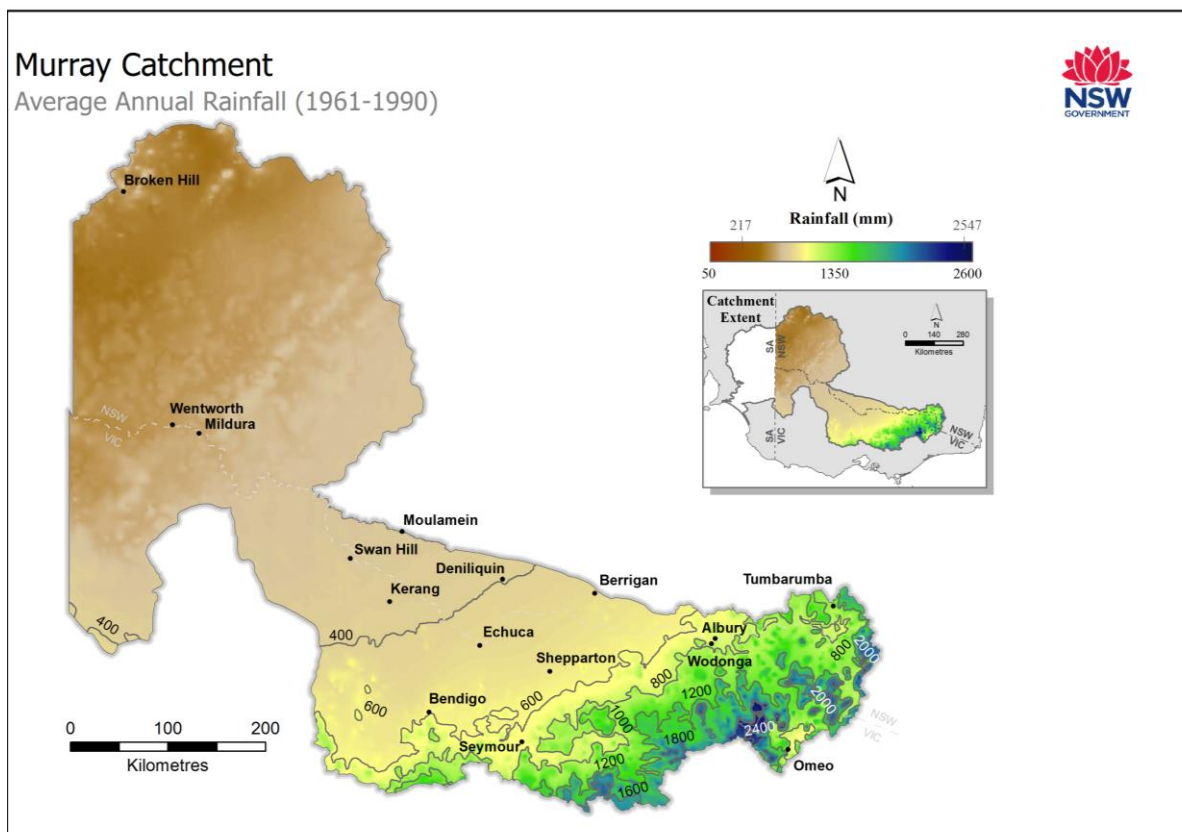 Murray Catchment
Average Annual Rainfall (1961-1990)
NSW
GOVERNMENT
N
Rainfall (mm)
217
2547
50
1350
2600
Catchment
Extent
N
0 140 280
Kilometres
SA
NSW
SA
VIC
NSW
VIC
Broken Hill
Wentworth
Mildura
NSW
VIC
Moulamein
Swan Hill
Deniliquin
Kerang
Berrigan
Tumbarumba
400
400
Echuca
Albury
Wodonga
800
2000
Shepparton
800
600
600
1200
Bendigo
1000
2000
NSW
VIC
Seymour
1800
2400
1200
Omeo
1600
0 100 200
Kilometres